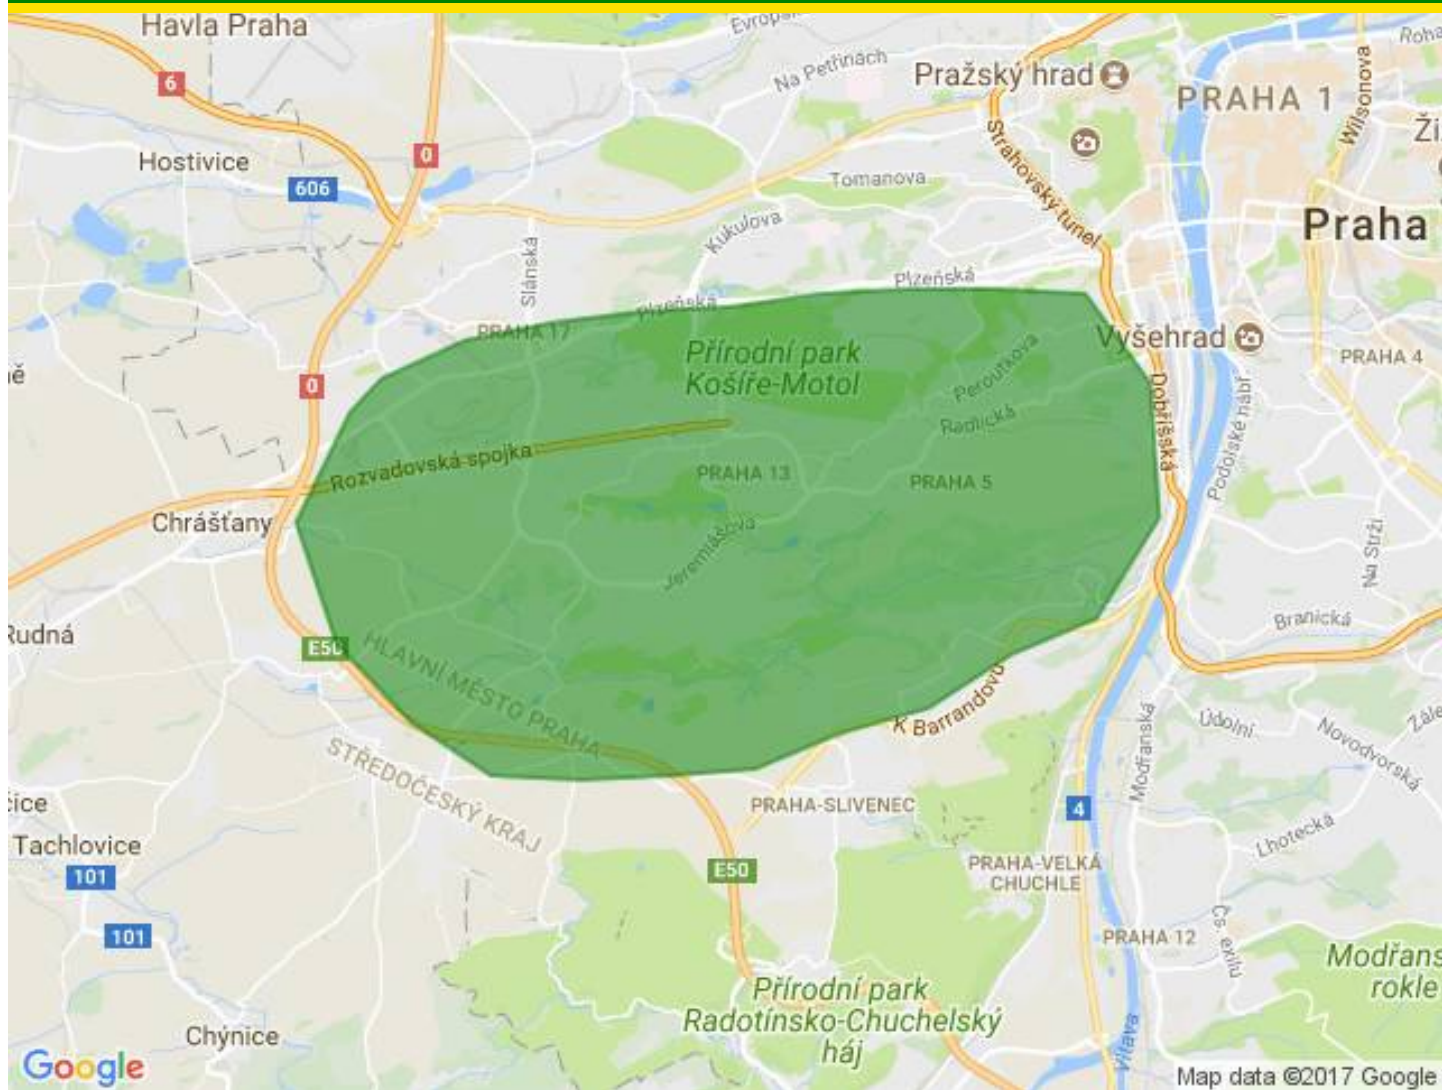 Havla Praha
Na Petřinách
Pražský hrad
PRAHA 1
Wilsonova
6
Hostivice
0
606
Strahovský tunel
Tomanova
Praha
Kukulova
Slánská
Plzeňská
Plzeňská
PRAHA 17
Vyšehrad
PRAHA 4
0
Přírodní park
Košíře-Motol
Peroutkova
Radlická
Dobříšská
Podolské nábř.
Rozvadovská spojka
PRAHA 13
PRAHA 5
Chrášťany
Jeremiášova
Na Strži
Branická
Rudná
E50
HLAVNÍ MĚSTO PRAHA
STŘEDOČESKÝ KRAJ
K Barrandovu
Údolní
Novodvorská
Modřanská
PRAHA-SLIVENEC
4
Lhotecká
Tachlovice
101
E50
PRAHA-VELKÁ
CHUCHLE
101
PRAHA 12
Čs. exilu
Přírodní park
Radotínsko-Chuchelský
háj
Modřans
rokle
Chýnice
Vltava
Google
Map data ©2017 Google